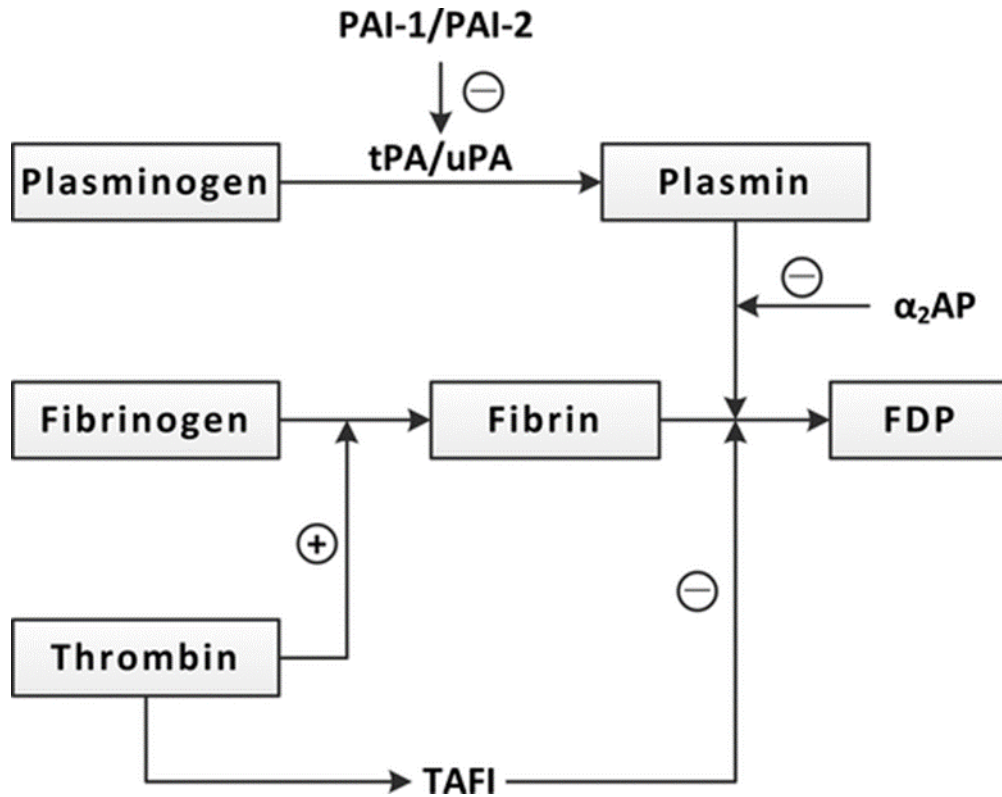 PAI-1/PAI-2
−
tPA/uPA
Plasminogen
Plasmin
−
α₂AP
Fibrinogen
Fibrin
FDP
+
−
Thrombin
TAFI